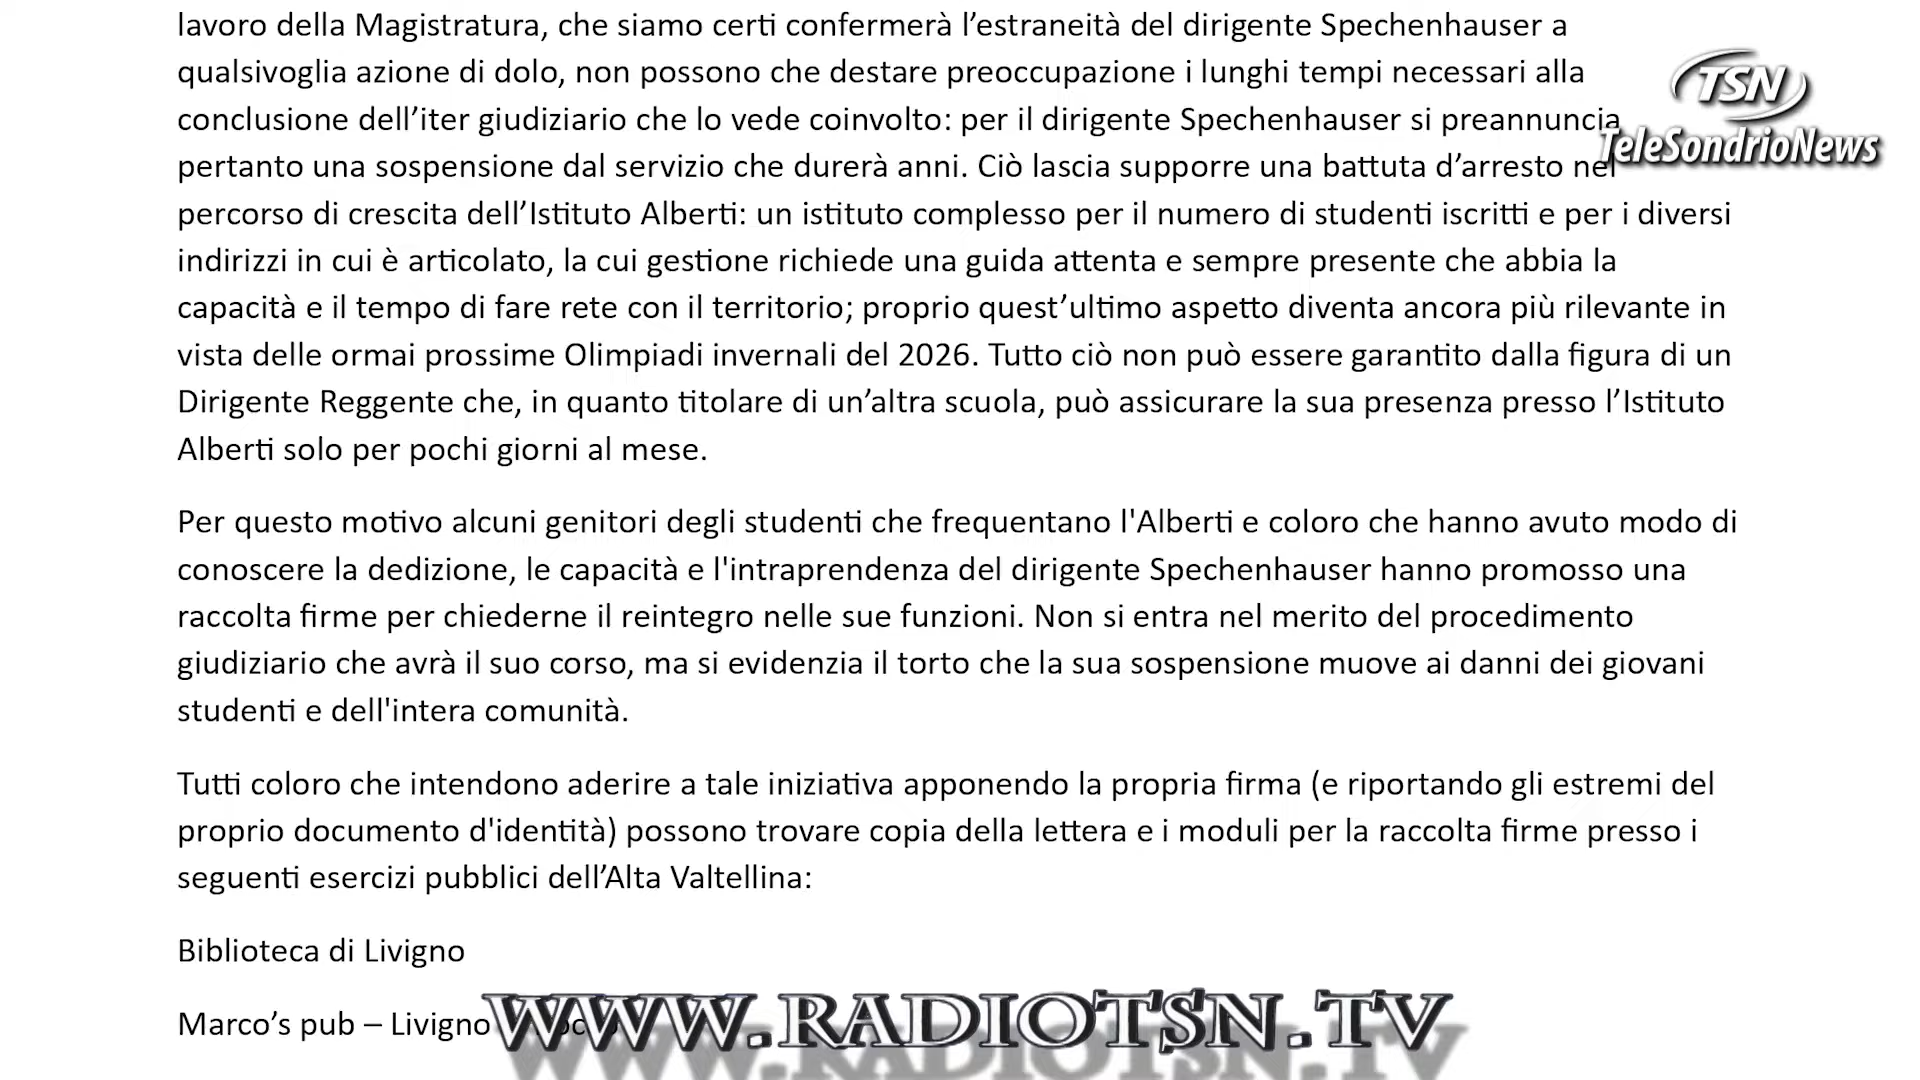 lavoro della Magistratura, che siamo certi confermerà l’estraneità del dirigente Spechenhauser a
qualsivoglia azione di dolo, non possono che destare preoccupazione i lunghi tempi necessari alla
conclusione dell’iter giudiziario che lo vede coinvolto: per il dirigente Spechenhauser si preannuncia
pertanto una sospensione dal servizio che durerà anni. Ciò lascia supporre una battuta d’arresto nel
percorso di crescita dell’Istituto Alberti: un istituto complesso per il numero di studenti iscritti e per i diversi
indirizzi in cui è articolato, la cui gestione richiede una guida attenta e sempre presente che abbia la
capacità e il tempo di fare rete con il territorio; proprio quest’ultimo aspetto diventa ancora più rilevante in
vista delle ormai prossime Olimpiadi invernali del 2026. Tutto ciò non può essere garantito dalla figura di un
Dirigente Reggente che, in quanto titolare di un’altra scuola, può assicurare la sua presenza presso l’Istituto
Alberti solo per pochi giorni al mese.
Per questo motivo alcuni genitori degli studenti che frequentano l'Alberti e coloro che hanno avuto modo di
conoscere la dedizione, le capacità e l'intraprendenza del dirigente Spechenhauser hanno promosso una
raccolta firme per chiederne il reintegro nelle sue funzioni. Non si entra nel merito del procedimento
giudiziario che avrà il suo corso, ma si evidenzia il torto che la sua sospensione muove ai danni dei giovani
studenti e dell'intera comunità.
Tutti coloro che intendono aderire a tale iniziativa apponendo la propria firma (e riportando gli estremi del
proprio documento d'identità) possono trovare copia della lettera e i moduli per la raccolta firme presso i
seguenti esercizi pubblici dell’Alta Valtellina:
Biblioteca di Livigno
Marco’s pub – Livigno
TSN
TeleSondrioNews
WWW.RADIOTSN.TV